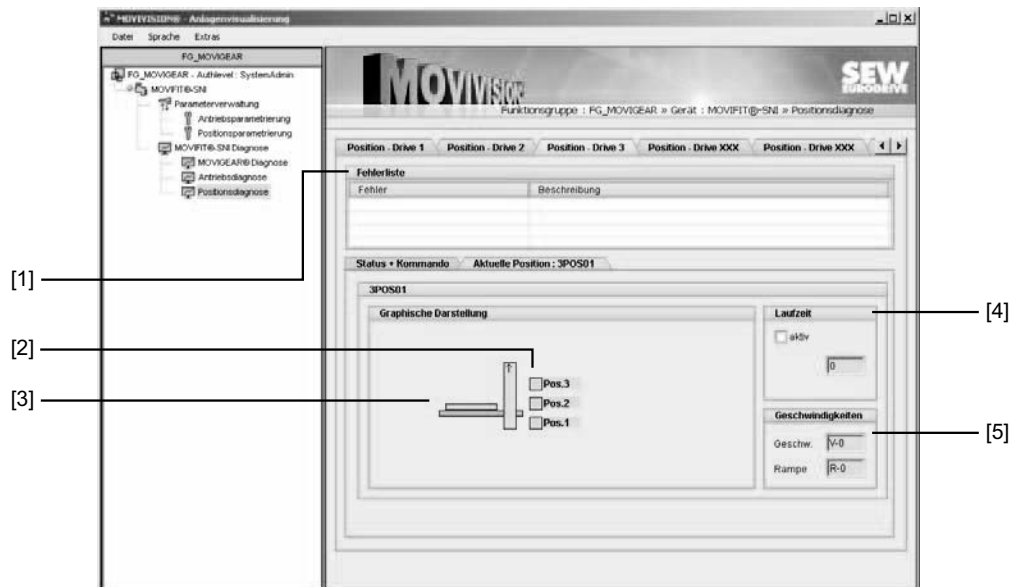 MOVIVISION® - Anlagenvisualisierung
Datei Sprache Extras
FG_MOVIGEAR
FG_MOVIGEAR - Authlevel : SystemAdmin
MOVIFIT®-SNI
Parameterverwaltung
Antriebsparametrierung
Positionsparametrierung
MOVIFIT®-SNI Diagnose
MOVIGEAR® Diagnose
Antriebsdiagnose
Positionsdiagnose
MOVIVISION
SEW
EURODRIVE
Funktionsgruppe : FG_MOVIGEAR » Gerät : MOVIFIT®-SNI » Positionsdiagnose
Position - Drive 1 Position - Drive 2 Position - Drive 3 Position - Drive XXX Position - Drive XXX
Fehlerliste
Fehler Beschreibung
[1]
Status + Kommando Aktuelle Position : 3POS01
3POS01
Graphische Darstellung
Laufzeit
[4]
aktiv
0
[2]
[3]
Pos.3
Pos.2
Pos.1
Geschwindigkeiten
[5]
Geschw. V-0
Rampe R-0